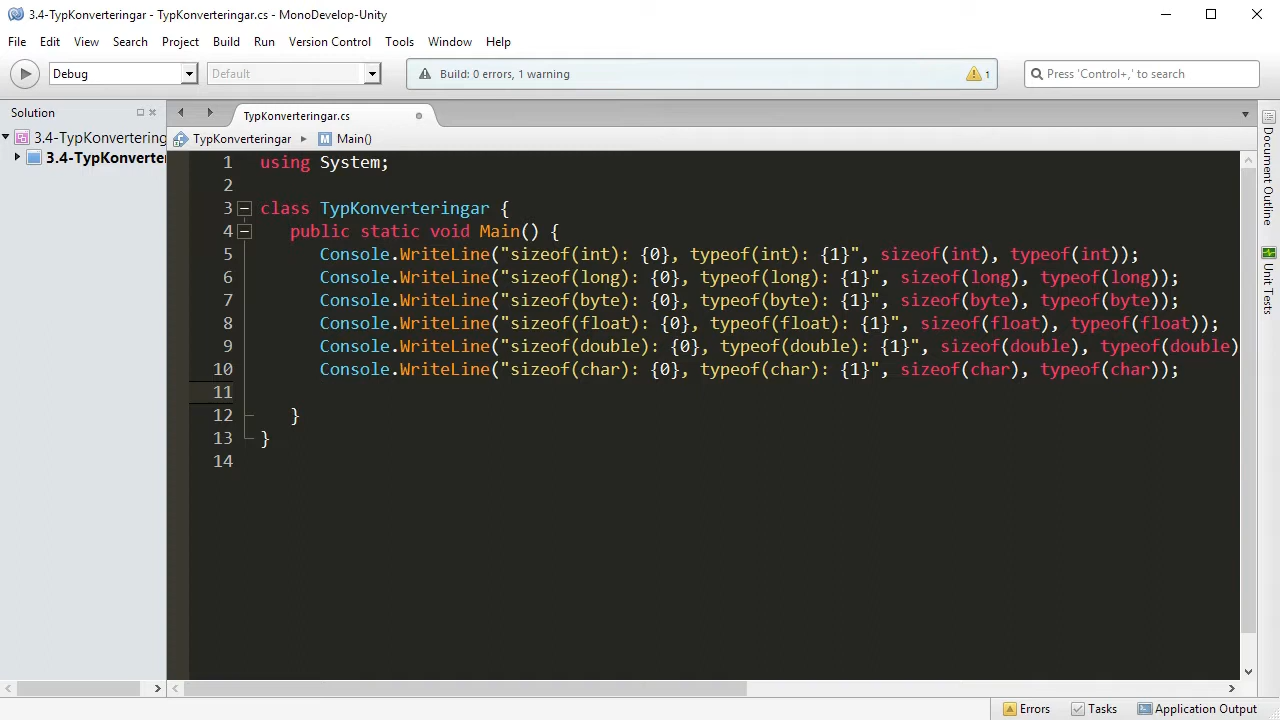 3.4-TypKonverteringar - TypKonverteringar.cs - MonoDevelop-Unity
File Edit View Search Project Build Run Version Control Tools Window Help
Debug Default Build: 0 errors, 1 warning 1 Press 'Control+,' to search
Solution
3.4-TypKonvertering
3.4-TypKonverter
TypKonverteringar.cs
TypKonverteringar Main()
1 using System;
2
3 class TypKonverteringar {
4 public static void Main() {
5 Console.WriteLine("sizeof(int): {0}, typeof(int): {1}", sizeof(int), typeof(int));
6 Console.WriteLine("sizeof(long): {0}, typeof(long): {1}", sizeof(long), typeof(long));
7 Console.WriteLine("sizeof(byte): {0}, typeof(byte): {1}", sizeof(byte), typeof(byte));
8 Console.WriteLine("sizeof(float): {0}, typeof(float): {1}", sizeof(float), typeof(float));
9 Console.WriteLine("sizeof(double): {0}, typeof(double): {1}", sizeof(double), typeof(double)
10 Console.WriteLine("sizeof(char): {0}, typeof(char): {1}", sizeof(char), typeof(char));
11
12 }
13 }
14
Document Outline
Unit Tests
Errors Tasks Application Output